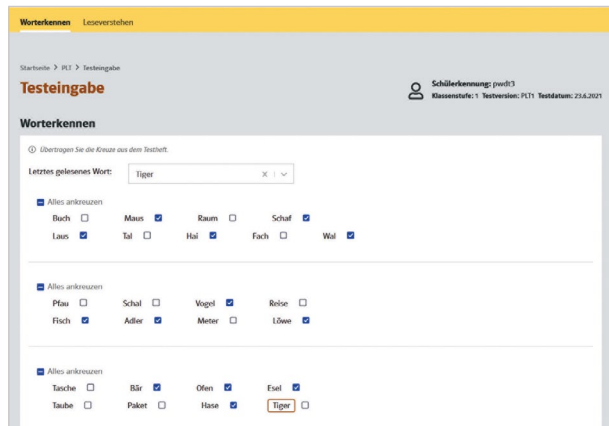 Worterkennen Leseverstehen
Startseite > PLT > Testeingabe
Testeingabe
Schülerkennung: pwdt3
Klassenstufe: 1 Testversion: PLT1 Testdatum: 23.6.2021
Worterkennen
Übertragen Sie die Kreuze aus dem Testheft.
Letztes gelesenes Wort: Tiger
Alles ankreuzen
Buch Maus Raum Schaf
Laus Tal Hai Fach Wal
Alles ankreuzen
Pfau Schal Vogel Reise
Fisch Adler Meter Löwe
Alles ankreuzen
Tasche Bär Ofen Esel
Taube Paket Hase Tiger